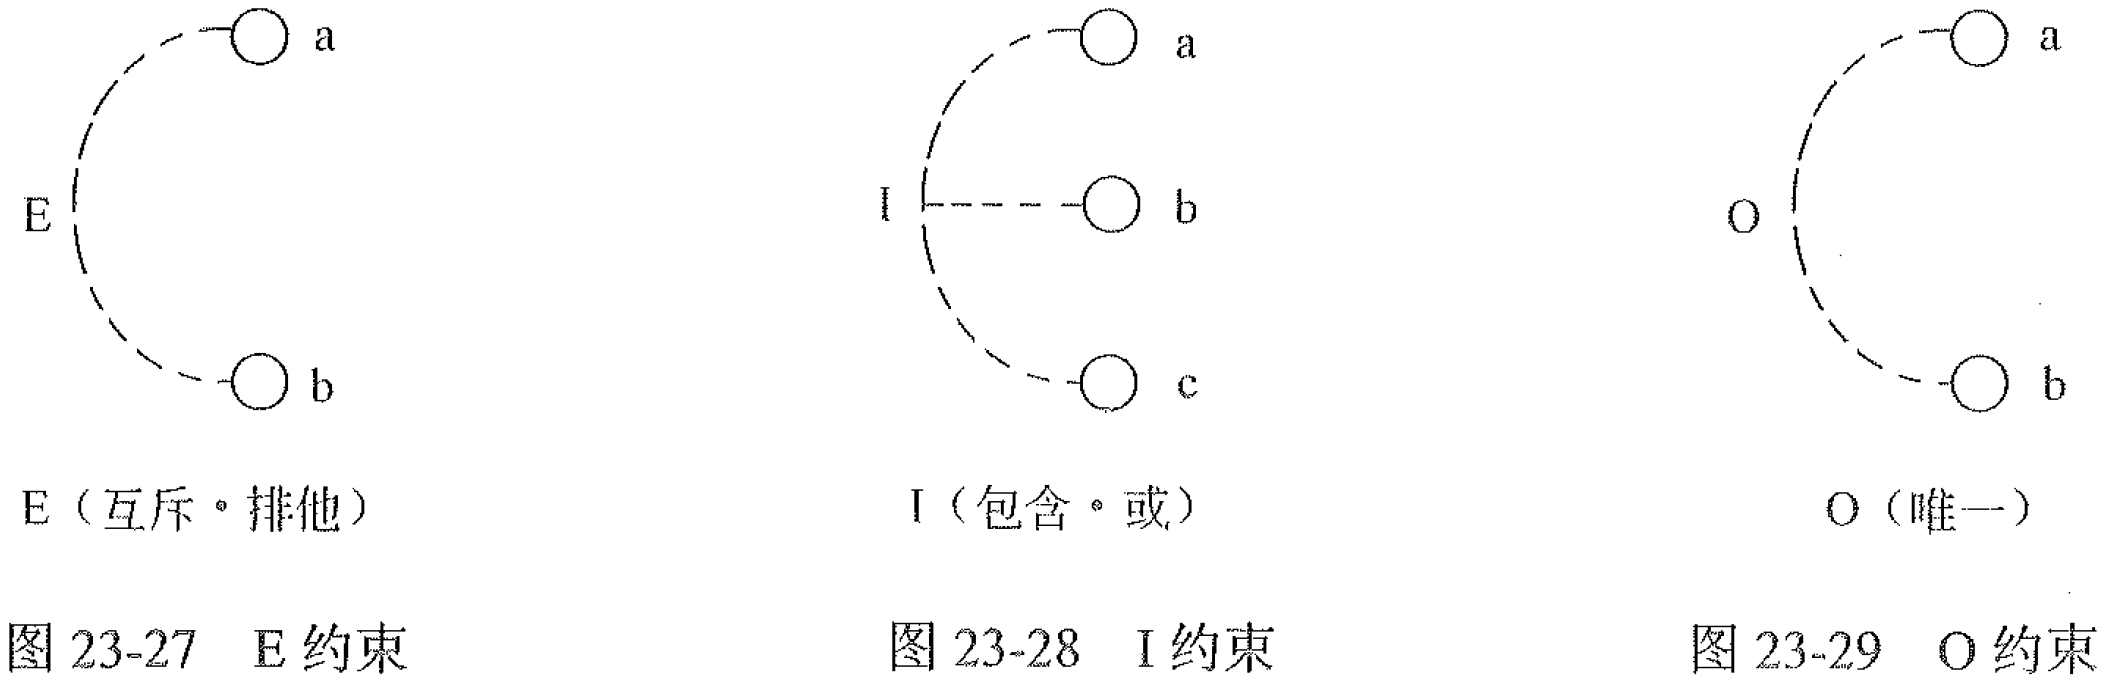 a
a
a
E
I
b
O
b
c
b
E（互斥·排他）
I（包含·或）
O（唯一）
图 23-27 E 约束
图 23-28 I 约束
图 23-29 O 约束